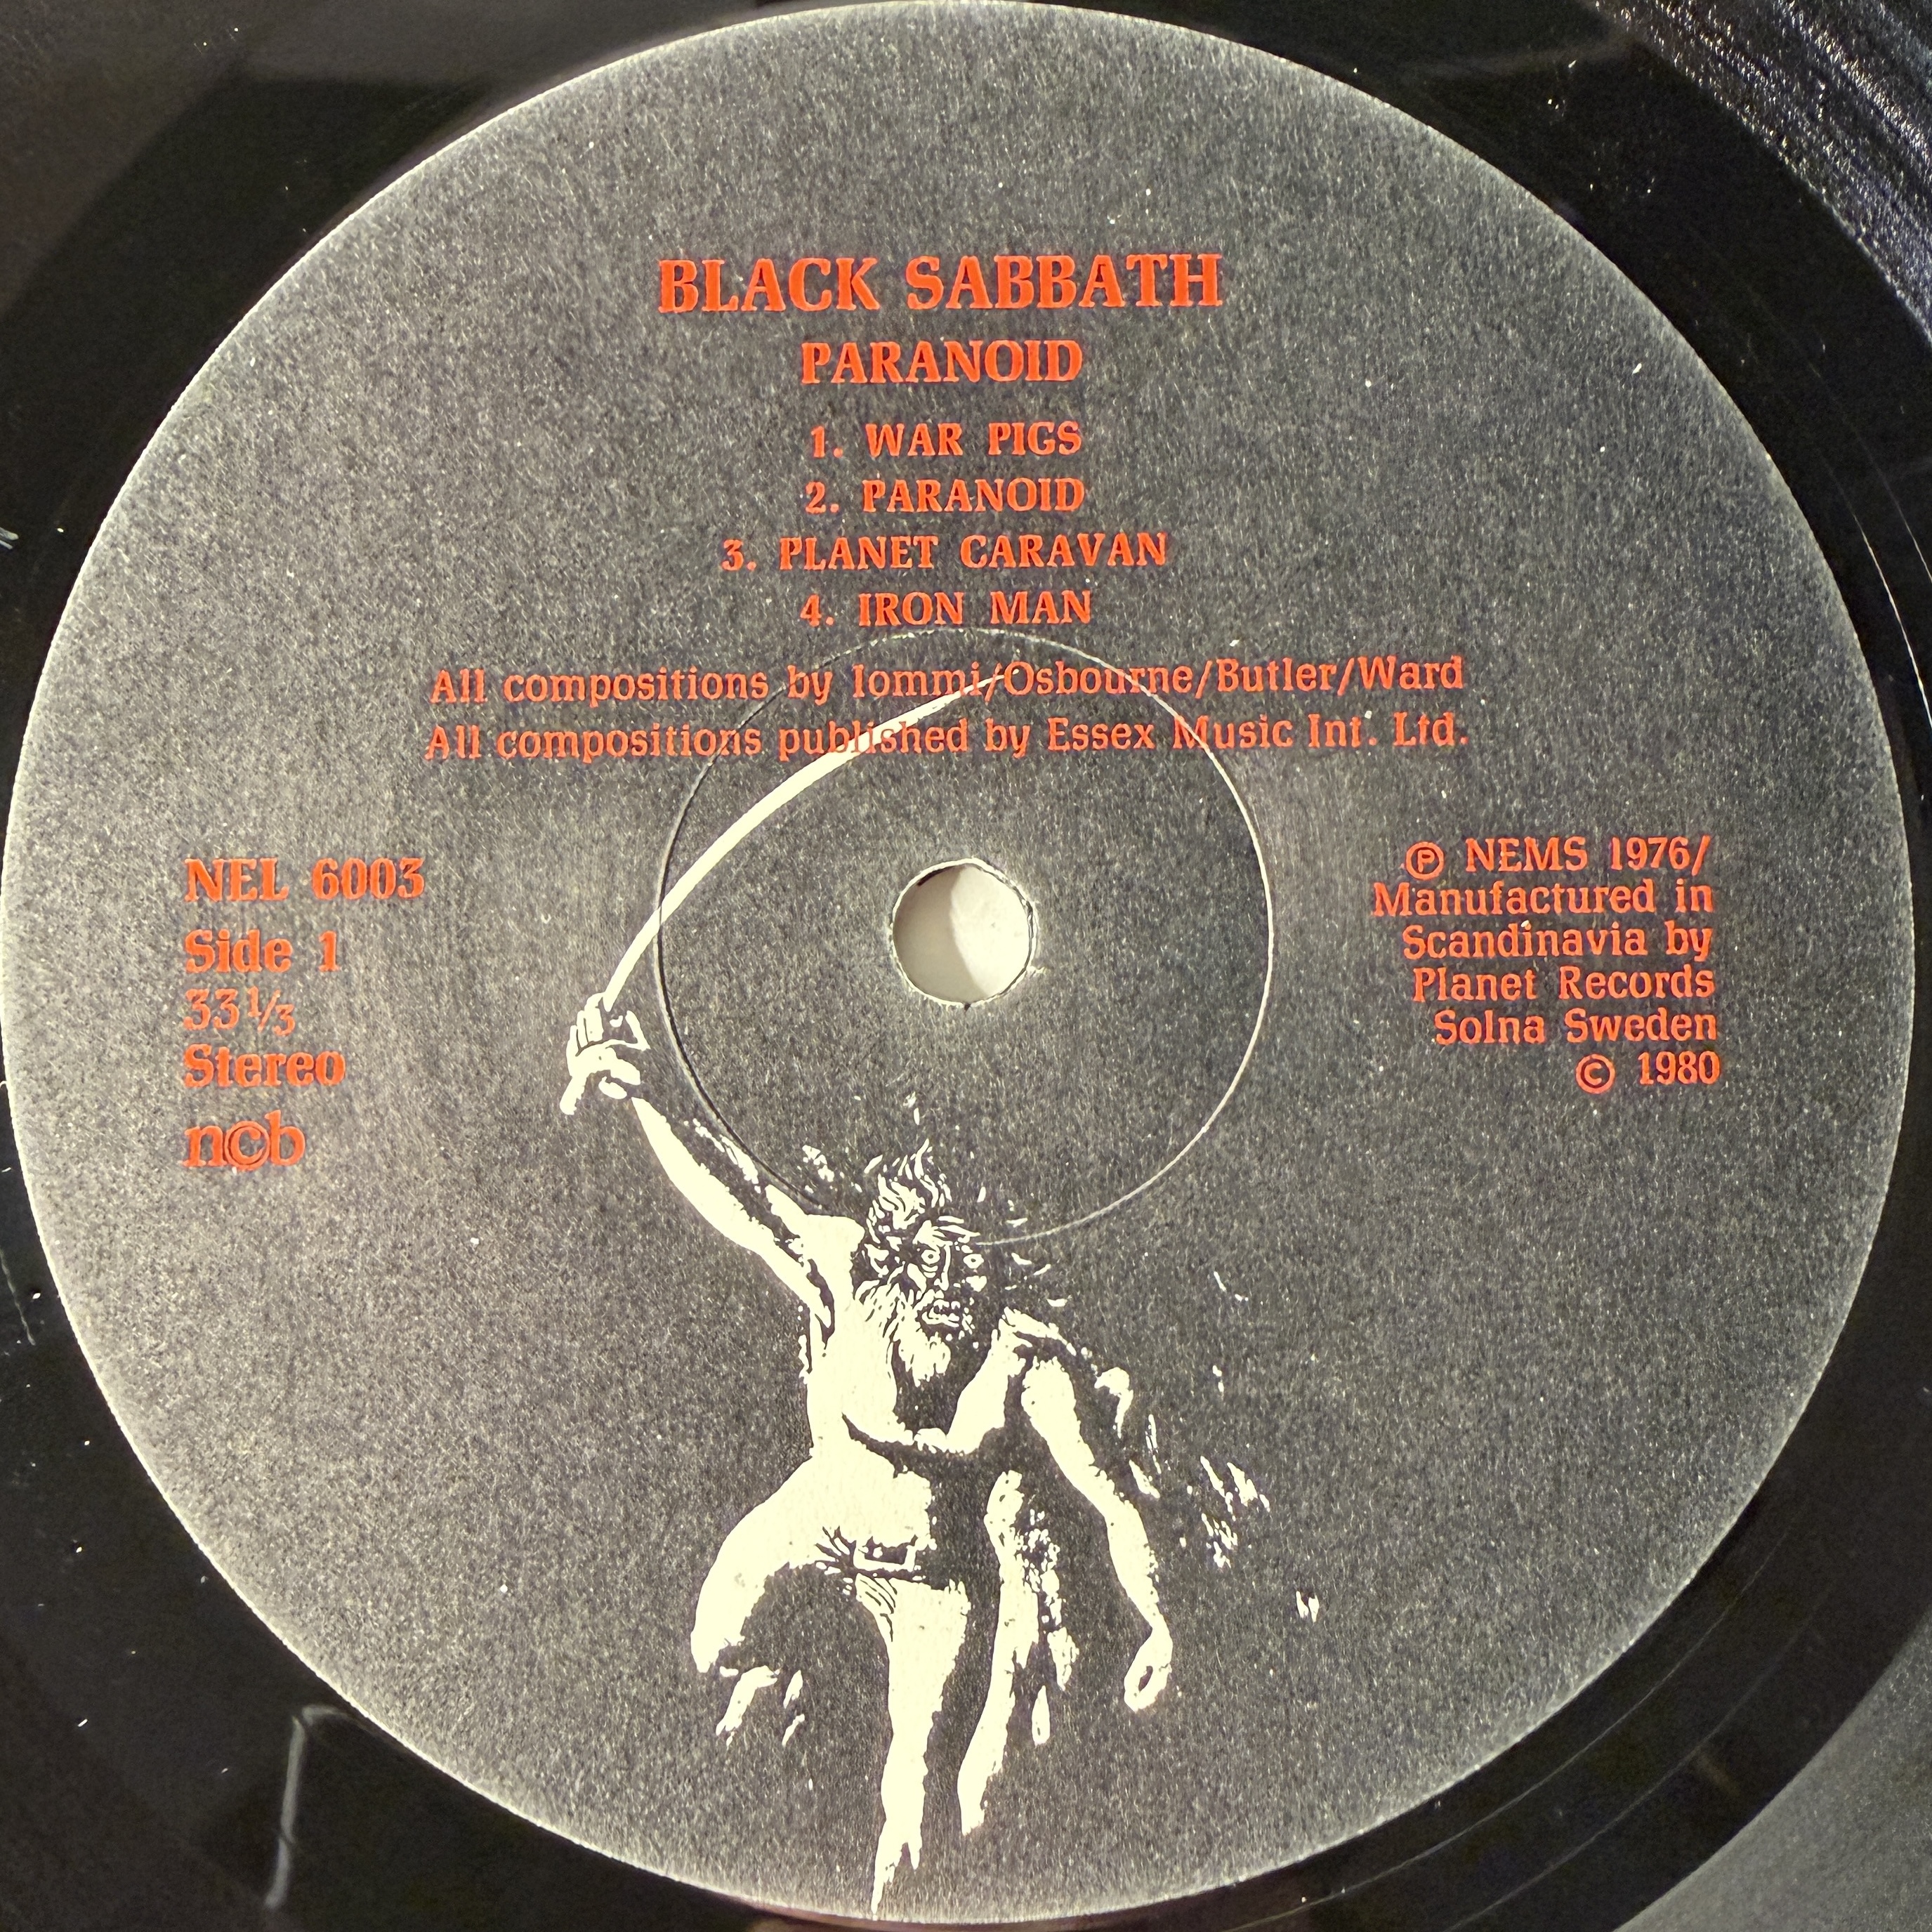 BLACK SABBATH
PARANOID
1. WAR PIGS
2. PARANOID
3. PLANET CARAVAN
4. IRON MAN
All compositions by Iommi/Osbourne/Butler/Ward
All compositions published by Essex Music Int. Ltd.
NEL 6003
Side 1
33⅓
Stereo
ncb
Ⓟ NEMS 1976/
Manufactured in
Scandinavia by
Planet Records
Solna Sweden
© 1980